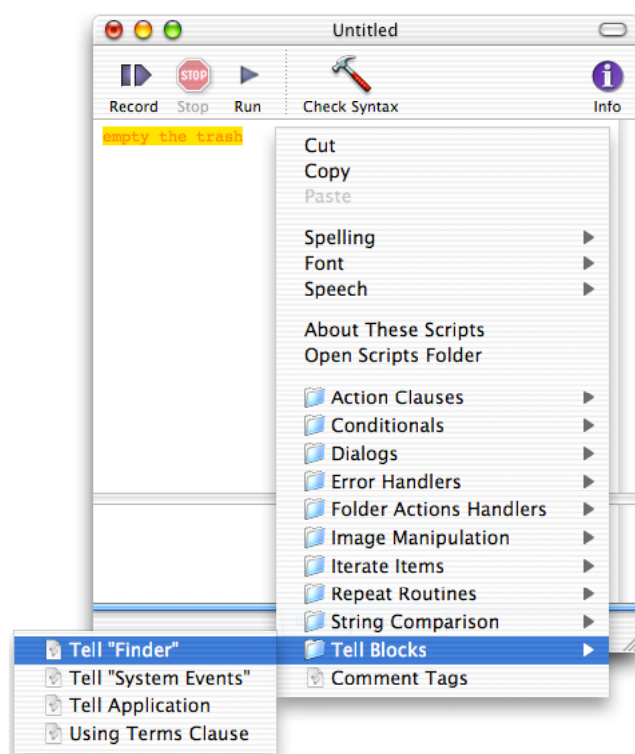 Untitled
Record Stop Run Check Syntax Info
STOP
empty the trash
Cut
Copy
Paste
Spelling
Font
Speech
About These Scripts
Open Scripts Folder
Action Clauses
Conditionals
Dialogs
Error Handlers
Folder Actions Handlers
Image Manipulation
Iterate Items
Repeat Routines
String Comparison
Tell Blocks
Comment Tags
Tell "Finder"
Tell "System Events"
Tell Application
Using Terms Clause